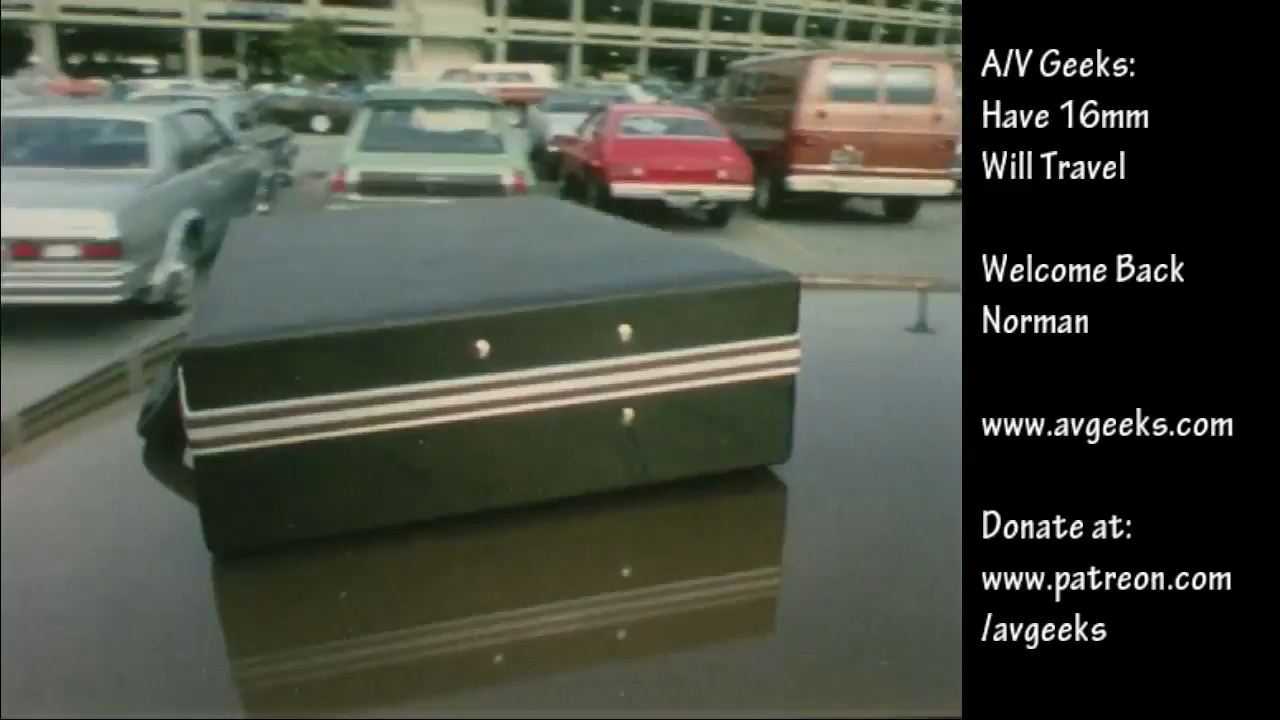 A/V Geeks:
Have 16mm
Will Travel
Welcome Back
Norman
www.avgeeks.com
Donate at:
www.patreon.com
/avgeeks